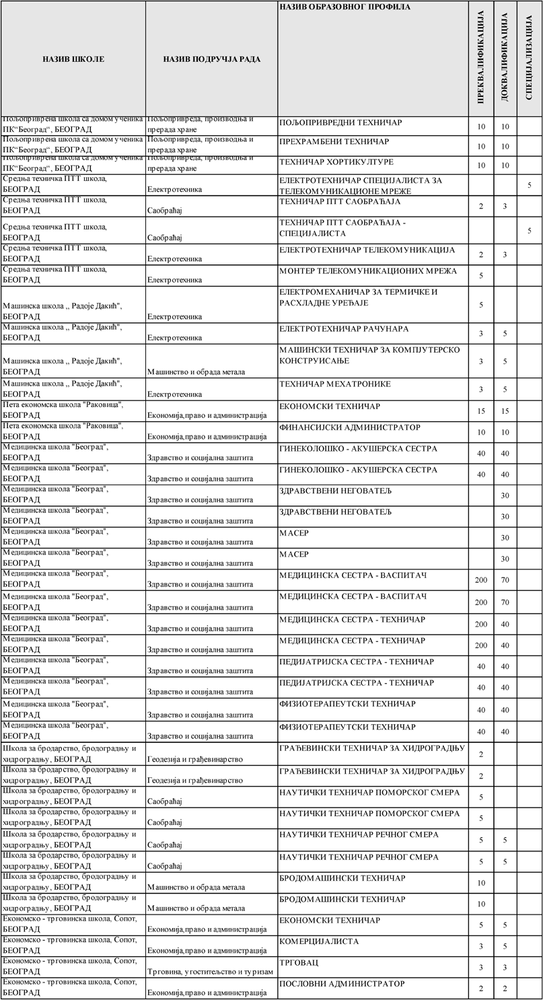 НАЗИВ ШКОЛЕ
НАЗИВ ПОДРУЧЈА РАДА
НАЗИВ ОБРАЗОВНОГ ПРОФИЛА
ПРЕКВАЛИФИКАЦИЈА
ДОКВАЛИФИКАЦИЈА
СПЕЦИЈАЛИЗАЦИЈА
Пољоприврена школа са домом ученика Пољопривреда, производња и
ПК“Београд“, БЕОГРАД прерада хране ПОЉОПРИВРЕДНИ ТЕХНИЧАР 10 10
Пољоприврена школа са домом ученика Пољопривреда, производња и
ПК“Београд“, БЕОГРАД прерада хране ПРЕХРАМБЕНИ ТЕХНИЧАР 10 10
Пољоприврена школа са домом ученика Пољопривреда, производња и
ПК“Београд“, БЕОГРАД прерада хране ТЕХНИЧАР ХОРТИКУЛТУРЕ 10 10
Средња техничка ПТТ школа, ЕЛЕКТРОТЕХНИЧАР СПЕЦИЈАЛИСТА ЗА
БЕОГРАД Електротехника ТЕЛЕКОМУНИКАЦИОНЕ МРЕЖЕ 5
Средња техничка ПТТ школа, ТЕХНИЧАР ПТТ САОБРАЋАЈА
БЕОГРАД Саобраћај 2 3
Средња техничка ПТТ школа, ТЕХНИЧАР ПТТ САОБРАЋАЈА -
БЕОГРАД Саобраћај СПЕЦИЈАЛИСТА 5
Средња техничка ПТТ школа, ЕЛЕКТРОТЕХНИЧАР ТЕЛЕКОМУНИКАЦИЈА
БЕОГРАД Електротехника 2 3
Средња техничка ПТТ школа, МОНТЕР ТЕЛЕКОМУНИКАЦИОНИХ МРЕЖА
БЕОГРАД Електротехника 5
Машинска школа ,, Радоје Дакић", ЕЛЕКТРОМЕХАНИЧАР ЗА ТЕРМИЧКЕ И
БЕОГРАД Електротехника РАСХЛАДНЕ УРЕЂАЈЕ 5
Машинска школа ,, Радоје Дакић", ЕЛЕКТРОТЕХНИЧАР РАЧУНАРА
БЕОГРАД Електротехника 3 5
Машинска школа ,, Радоје Дакић", МАШИНСКИ ТЕХНИЧАР ЗА КОМПЈУТЕРСКО
БЕОГРАД Машинство и обрада метала КОНСТРУИСАЊЕ 3 5
Машинска школа ,, Радоје Дакић", ТЕХНИЧАР МЕХАТРОНИКЕ
БЕОГРАД Електротехника 3 5
Пета економска школа "Раковица", ЕКОНОМСКИ ТЕХНИЧАР
БЕОГРАД Економија,право и администрација 15 15
Пета економска школа "Раковица", ФИНАНСИЈСКИ АДМИНИСТРАТОР
БЕОГРАД Економија,право и администрација 10 10
Медицинска школа "Београд", ГИНЕКОЛОШКО - АКУШЕРСКА СЕСТРА
БЕОГРАД Здравство и социјална заштита 40 40
Медицинска школа "Београд", ГИНЕКОЛОШКО - АКУШЕРСКА СЕСТРА
БЕОГРАД Здравство и социјална заштита 40 40
Медицинска школа "Београд", ЗДРАВСТВЕНИ НЕГОВАТЕЉ
БЕОГРАД Здравство и социјална заштита 30
Медицинска школа "Београд", ЗДРАВСТВЕНИ НЕГОВАТЕЉ
БЕОГРАД Здравство и социјална заштита 30
Медицинска школа "Београд", МАСЕР
БЕОГРАД Здравство и социјална заштита 30
Медицинска школа "Београд", МАСЕР
БЕОГРАД Здравство и социјална заштита 30
Медицинска школа "Београд", МЕДИЦИНСКА СЕСТРА - ВАСПИТАЧ
БЕОГРАД Здравство и социјална заштита 200 70
Медицинска школа "Београд", МЕДИЦИНСКА СЕСТРА - ВАСПИТАЧ
БЕОГРАД Здравство и социјална заштита 200 70
Медицинска школа "Београд", МЕДИЦИНСКА СЕСТРА - ТЕХНИЧАР
БЕОГРАД Здравство и социјална заштита 200 40
Медицинска школа "Београд", МЕДИЦИНСКА СЕСТРА - ТЕХНИЧАР
БЕОГРАД Здравство и социјална заштита 200 40
Медицинска школа "Београд", ПЕДИЈАТРИЈСКА СЕСТРА - ТЕХНИЧАР
БЕОГРАД Здравство и социјална заштита 40 40
Медицинска школа "Београд", ПЕДИЈАТРИЈСКА СЕСТРА - ТЕХНИЧАР
БЕОГРАД Здравство и социјална заштита 40 40
Медицинска школа "Београд", ФИЗИОТЕРАПЕУТСКИ ТЕХНИЧАР
БЕОГРАД Здравство и социјална заштита 40 40
Медицинска школа "Београд", ФИЗИОТЕРАПЕУТСКИ ТЕХНИЧАР
БЕОГРАД Здравство и социјална заштита 40 40
Школа за бродарство, бродоградњу и ГРАЂЕВИНСКИ ТЕХНИЧАР ЗА ХИДРОГРАДЊУ
хидроградњу, БЕОГРАД Геодезија и грађевинарство 2
Школа за бродарство, бродоградњу и ГРАЂЕВИНСКИ ТЕХНИЧАР ЗА ХИДРОГРАДЊУ
хидроградњу, БЕОГРАД Геодезија и грађевинарство 2
Школа за бродарство, бродоградњу и НАУТИЧКИ ТЕХНИЧАР ПОМОРСКОГ СМЕРА
хидроградњу, БЕОГРАД Саобраћај 5
Школа за бродарство, бродоградњу и НАУТИЧКИ ТЕХНИЧАР ПОМОРСКОГ СМЕРА
хидроградњу, БЕОГРАД Саобраћај 5
Школа за бродарство, бродоградњу и НАУТИЧКИ ТЕХНИЧАР РЕЧНОГ СМЕРА
хидроградњу, БЕОГРАД Саобраћај 5 5
Школа за бродарство, бродоградњу и НАУТИЧКИ ТЕХНИЧАР РЕЧНОГ СМЕРА
хидроградњу, БЕОГРАД Саобраћај 5 5
Школа за бродарство, бродоградњу и БРОДОМАШИНСКИ ТЕХНИЧАР
хидроградњу, БЕОГРАД Машинство и обрада метала 10
Школа за бродарство, бродоградњу и БРОДОМАШИНСКИ ТЕХНИЧАР
хидроградњу, БЕОГРАД Машинство и обрада метала 10
Економско - трговинска школа, Сопот, ЕКОНОМСКИ ТЕХНИЧАР
БЕОГРАД Економија,право и администрација 5 5
Економско - трговинска школа, Сопот, КОМЕРЦИЈАЛИСТА
БЕОГРАД Економија,право и администрација 3 5
Економско - трговинска школа, Сопот, ТРГОВАЦ
БЕОГРАД Трговина, угоститељство и туризам 3 3
Економско - трговинска школа, Сопот, ПОСЛОВНИ АДМИНИСТРАТОР
БЕОГРАД Економија,право и администрација 2 2